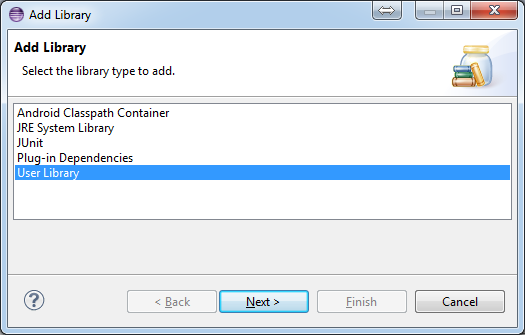 Add Library
Add Library
Select the library type to add.
Android Classpath Container
JRE System Library
JUnit
Plug-in Dependencies
User Library
?
< Back Next > Finish Cancel